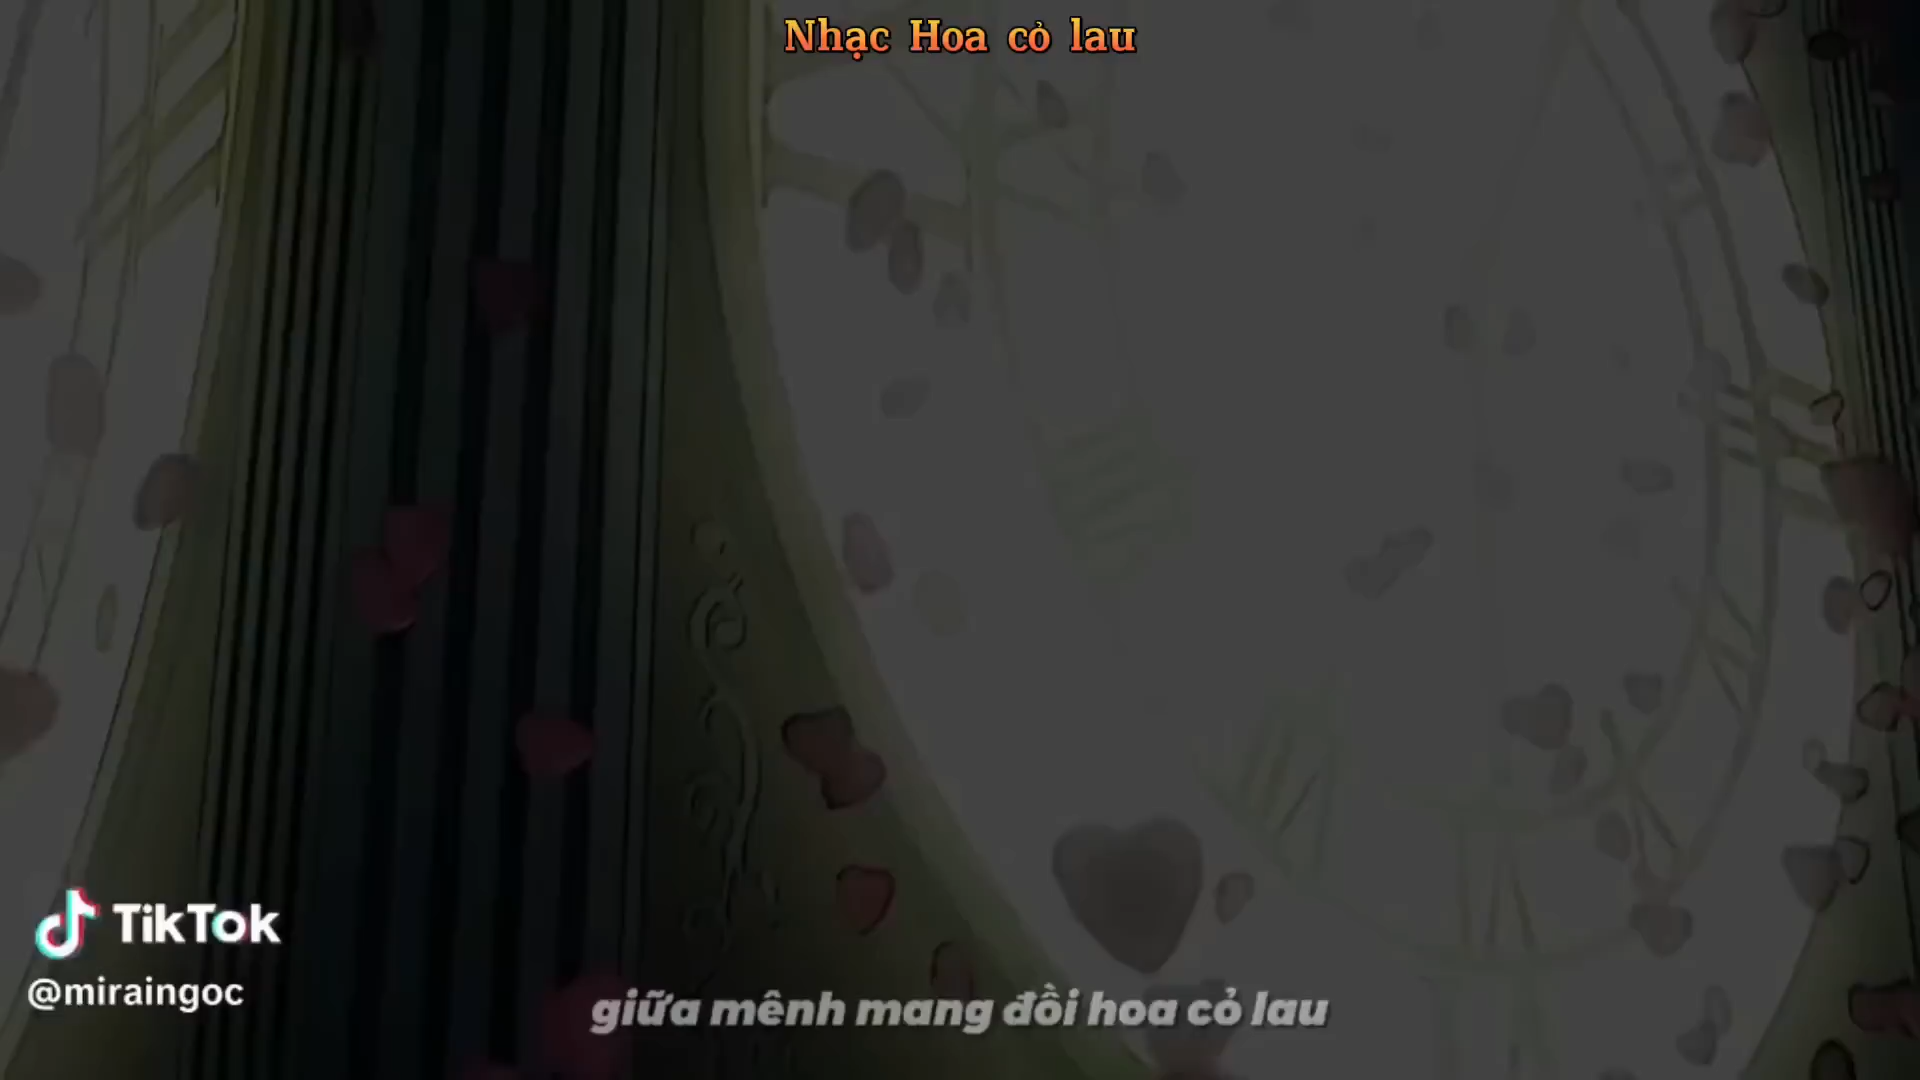 Nhạc Hoa cỏ lau
TikTok
@miraingoc
giữa mênh mang đồi hoa cỏ lau